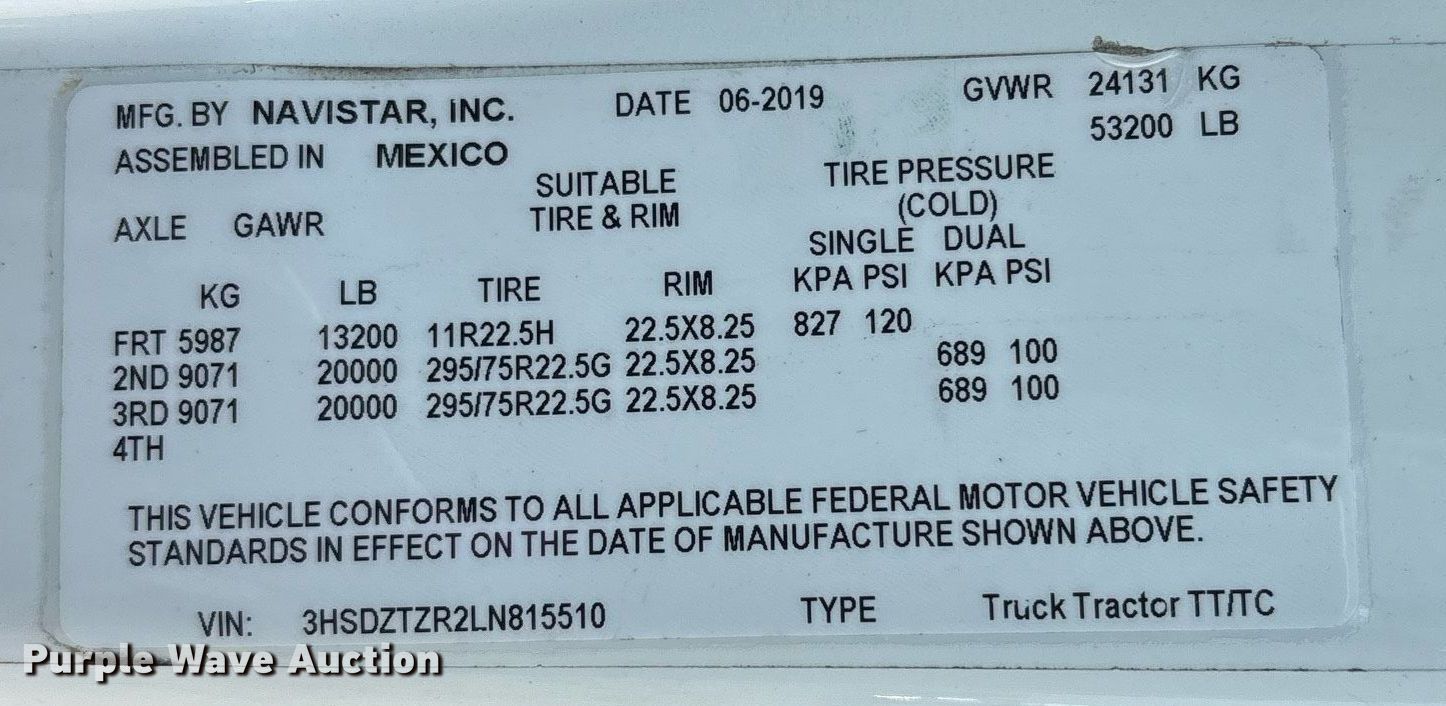 MFG. BY NAVISTAR, INC. DATE 06-2019 GVWR 24131 KG
53200 LB
ASSEMBLED IN MEXICO
SUITABLE TIRE PRESSURE
AXLE GAWR TIRE & RIM (COLD)
SINGLE DUAL
KG LB TIRE RIM KPA PSI KPA PSI
FRT 5987 13200 11R22.5H 22.5X8.25 827 120
2ND 9071 20000 295/75R22.5G 22.5X8.25 689 100
3RD 9071 20000 295/75R22.5G 22.5X8.25 689 100
4TH
THIS VEHICLE CONFORMS TO ALL APPLICABLE FEDERAL MOTOR VEHICLE SAFETY
STANDARDS IN EFFECT ON THE DATE OF MANUFACTURE SHOWN ABOVE.
VIN: 3HSDZTZR2LN815510 TYPE Truck Tractor TT/TC
Purple Wave Auction